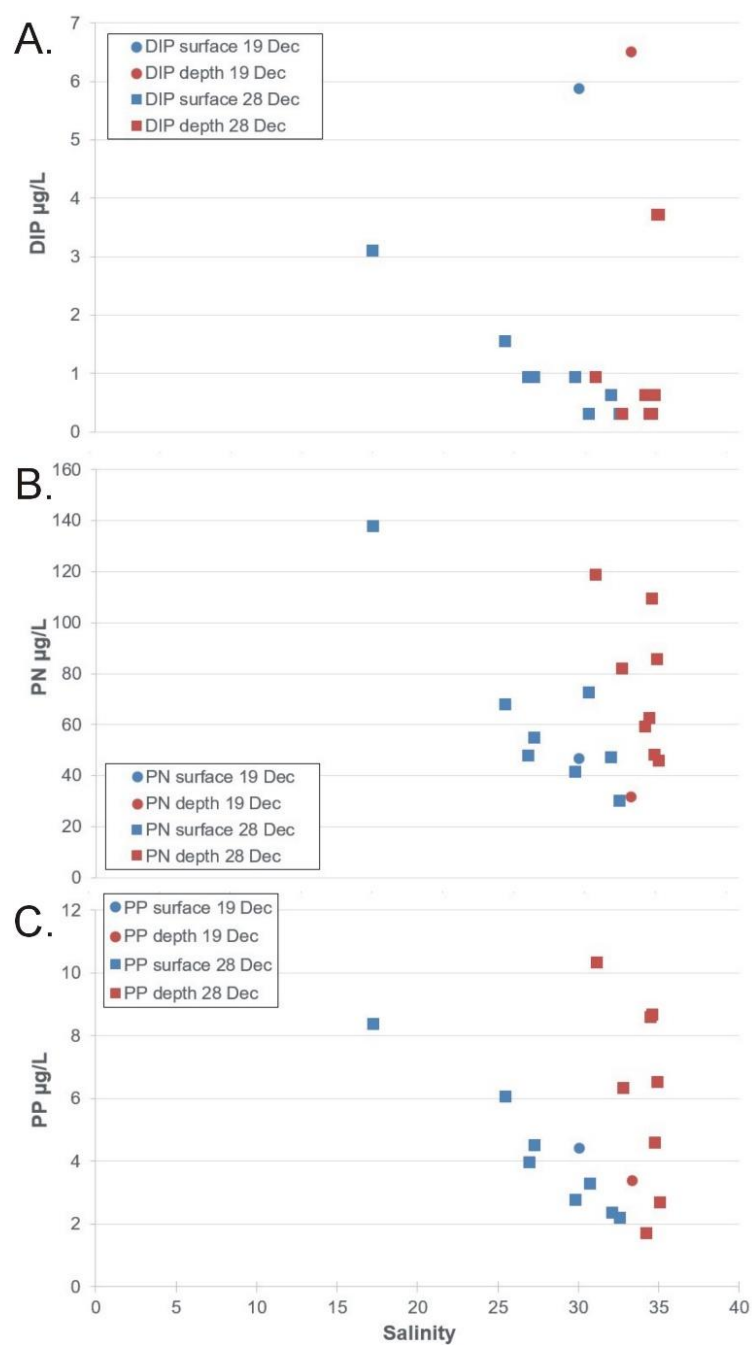 A.
7
6
5
4
3
2
1
0
DIP µg/L
DIP surface 19 Dec
DIP depth 19 Dec
DIP surface 28 Dec
DIP depth 28 Dec
B.
160
140
120
100
80
60
40
20
0
PN µg/L
PN surface 19 Dec
PN depth 19 Dec
PN surface 28 Dec
PN depth 28 Dec
C.
12
10
8
6
4
2
0
PP µg/L
PP surface 19 Dec
PP depth 19 Dec
PP surface 28 Dec
PP depth 28 Dec
0 5 10 15 20 25 30 35 40
Salinity